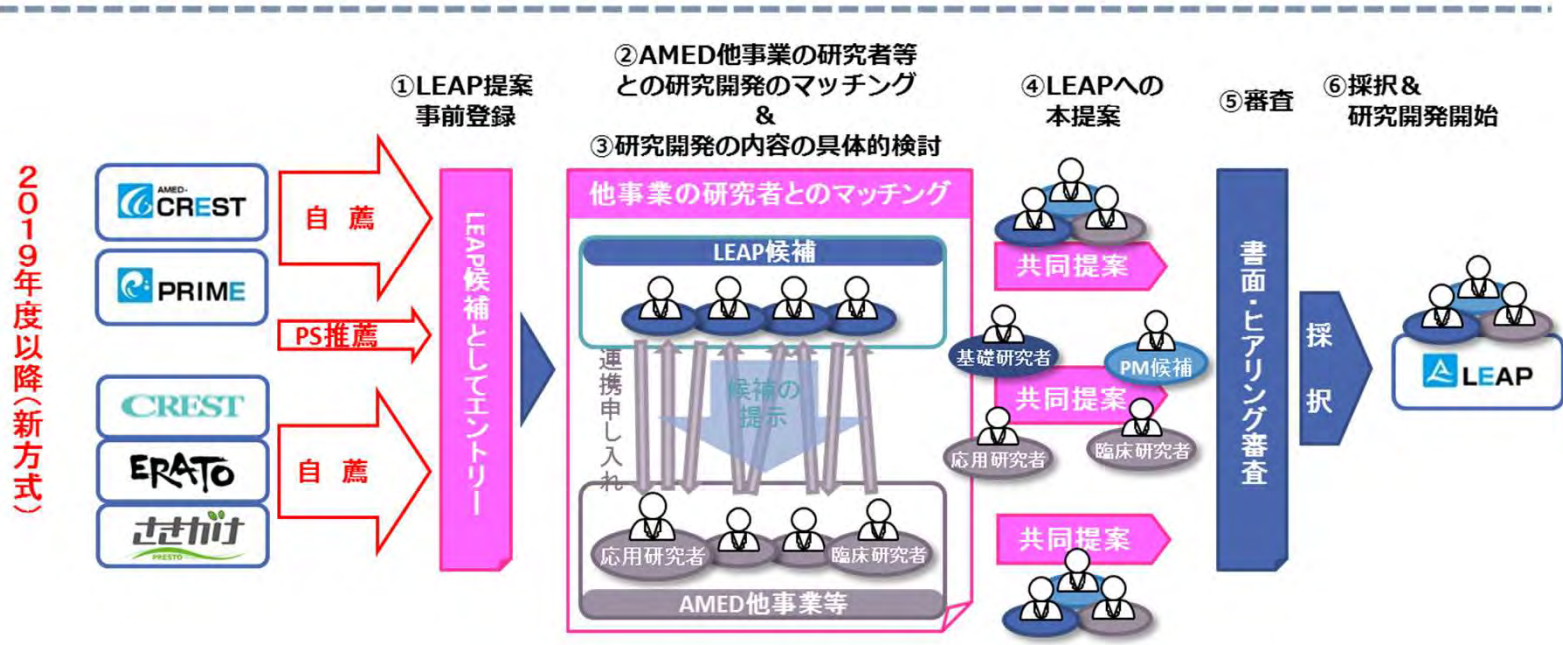 ①LEAP提案
事前登録
②AMED他事業の研究者等
との研究開発のマッチング
&
③研究開発の内容の具体的検討
④LEAPへの
本提案
⑤審査
⑥採択&
研究開発開始
2019年度以降(新方式)
AMED-
CREST
PRIME
自 薦
PS推薦
CREST
ERATO
さきがけ
PRESTO
自 薦
LEAP候補としてエントリー
他事業の研究者とのマッチング
LEAP候補
連携申し入れ
候補の
提示
応用研究者
臨床研究者
AMED他事業等
共同提案
基礎研究者
PM候補
共同提案
応用研究者
臨床研究者
共同提案
書面・ヒアリング審査
採
択
LEAP